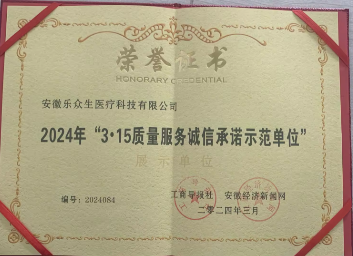 荣誉证书
HONORARY CREDENTIAL
安徽乐众生医疗科技有限公司
2024年“3·15质量服务诚信承诺示范单位”
展示单位
编号：2024084
工商导报社 安徽经济新闻网
二〇二四年三月